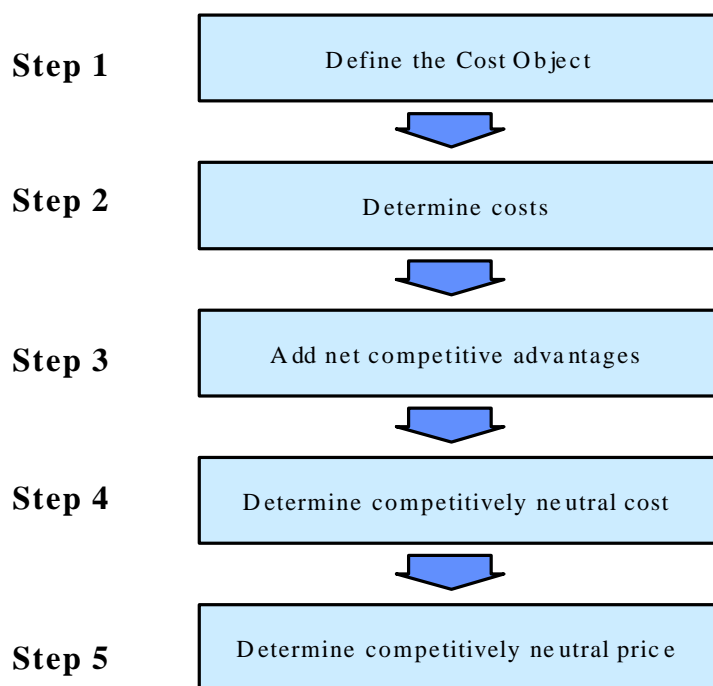 Step 1
Define the Cost Object
Step 2
Determine costs
Step 3
Add net competitive advantages
Step 4
Determine competitively neutral cost
Step 5
Determine competitively neutral price